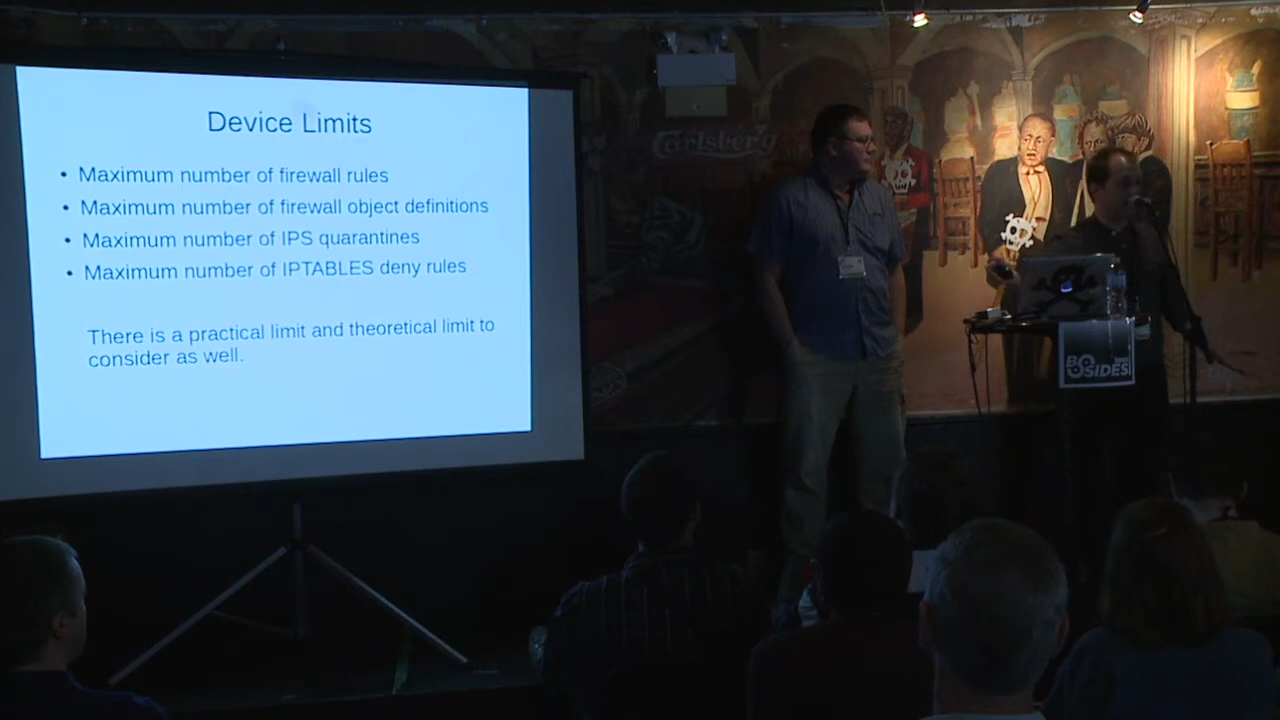 Device Limits
• Maximum number of firewall rules
• Maximum number of firewall object definitions
• Maximum number of IPS quarantines
• Maximum number of IPTABLES deny rules
There is a practical limit and theoretical limit to
consider as well.
Carlsberg
BSIDES